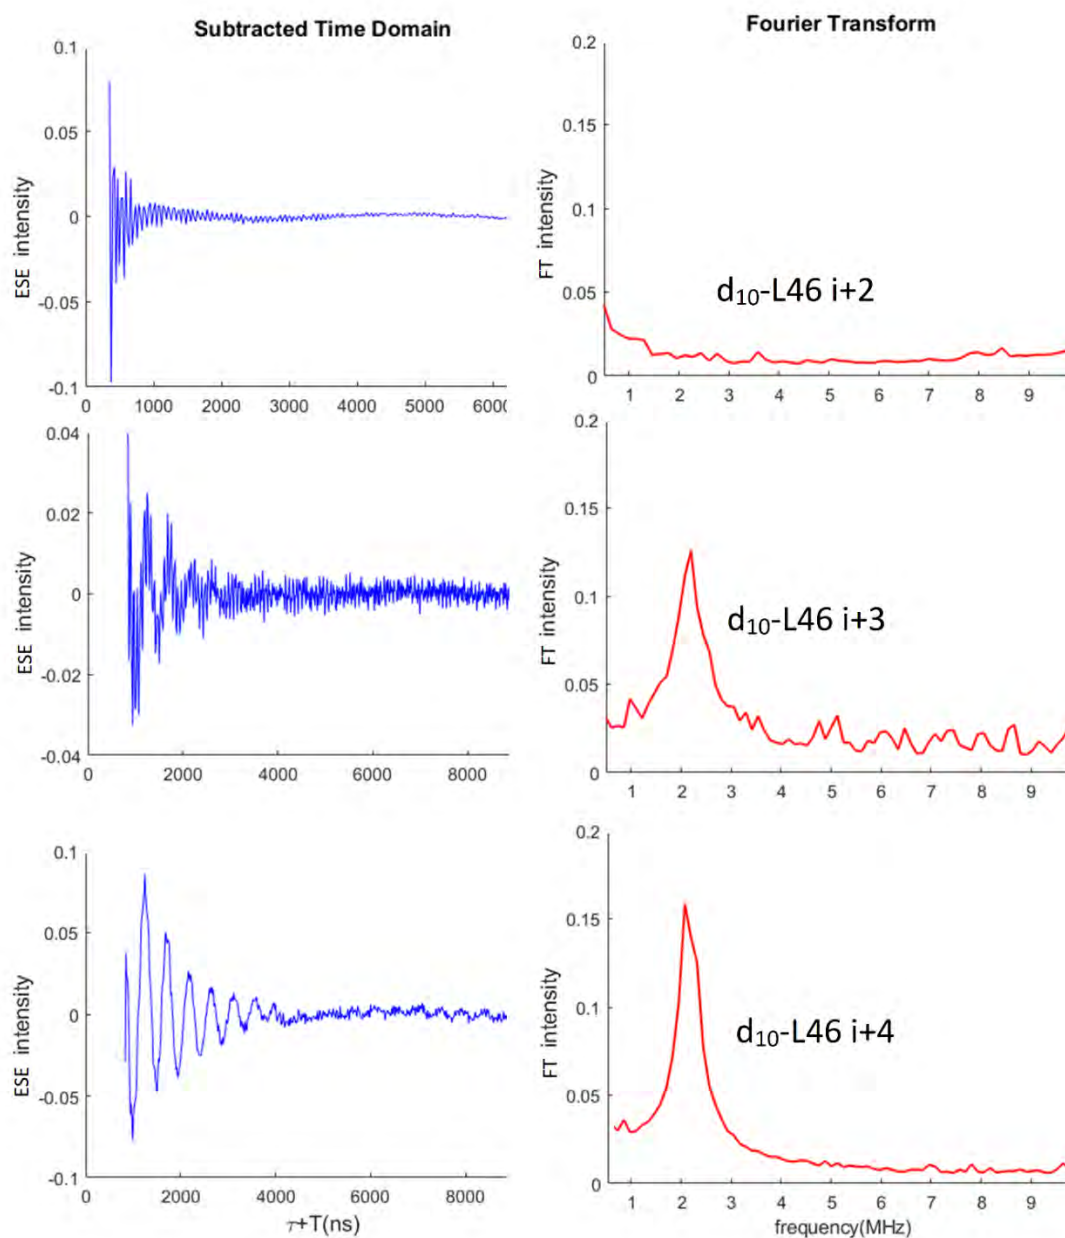 Subtracted Time Domain
Fourier Transform
0.1
0.05
0
-0.05
-0.1
ESE intensity
0 1000 2000 3000 4000 5000 6000
0.2
0.15
0.1
0.05
0
FT intensity
d₁₀-L46 i+2
1 2 3 4 5 6 7 8 9
0.04
0.02
0
-0.02
-0.04
ESE intensity
0 2000 4000 6000 8000
0.2
0.15
0.1
0.05
0
FT intensity
d₁₀-L46 i+3
1 2 3 4 5 6 7 8 9
0.1
0.05
0
-0.05
-0.1
ESE intensity
0 2000 4000 6000 8000
τ+T(ns)
0.2
0.15
0.1
0.05
0
FT intensity
d₁₀-L46 i+4
1 2 3 4 5 6 7 8 9
frequency(MHz)